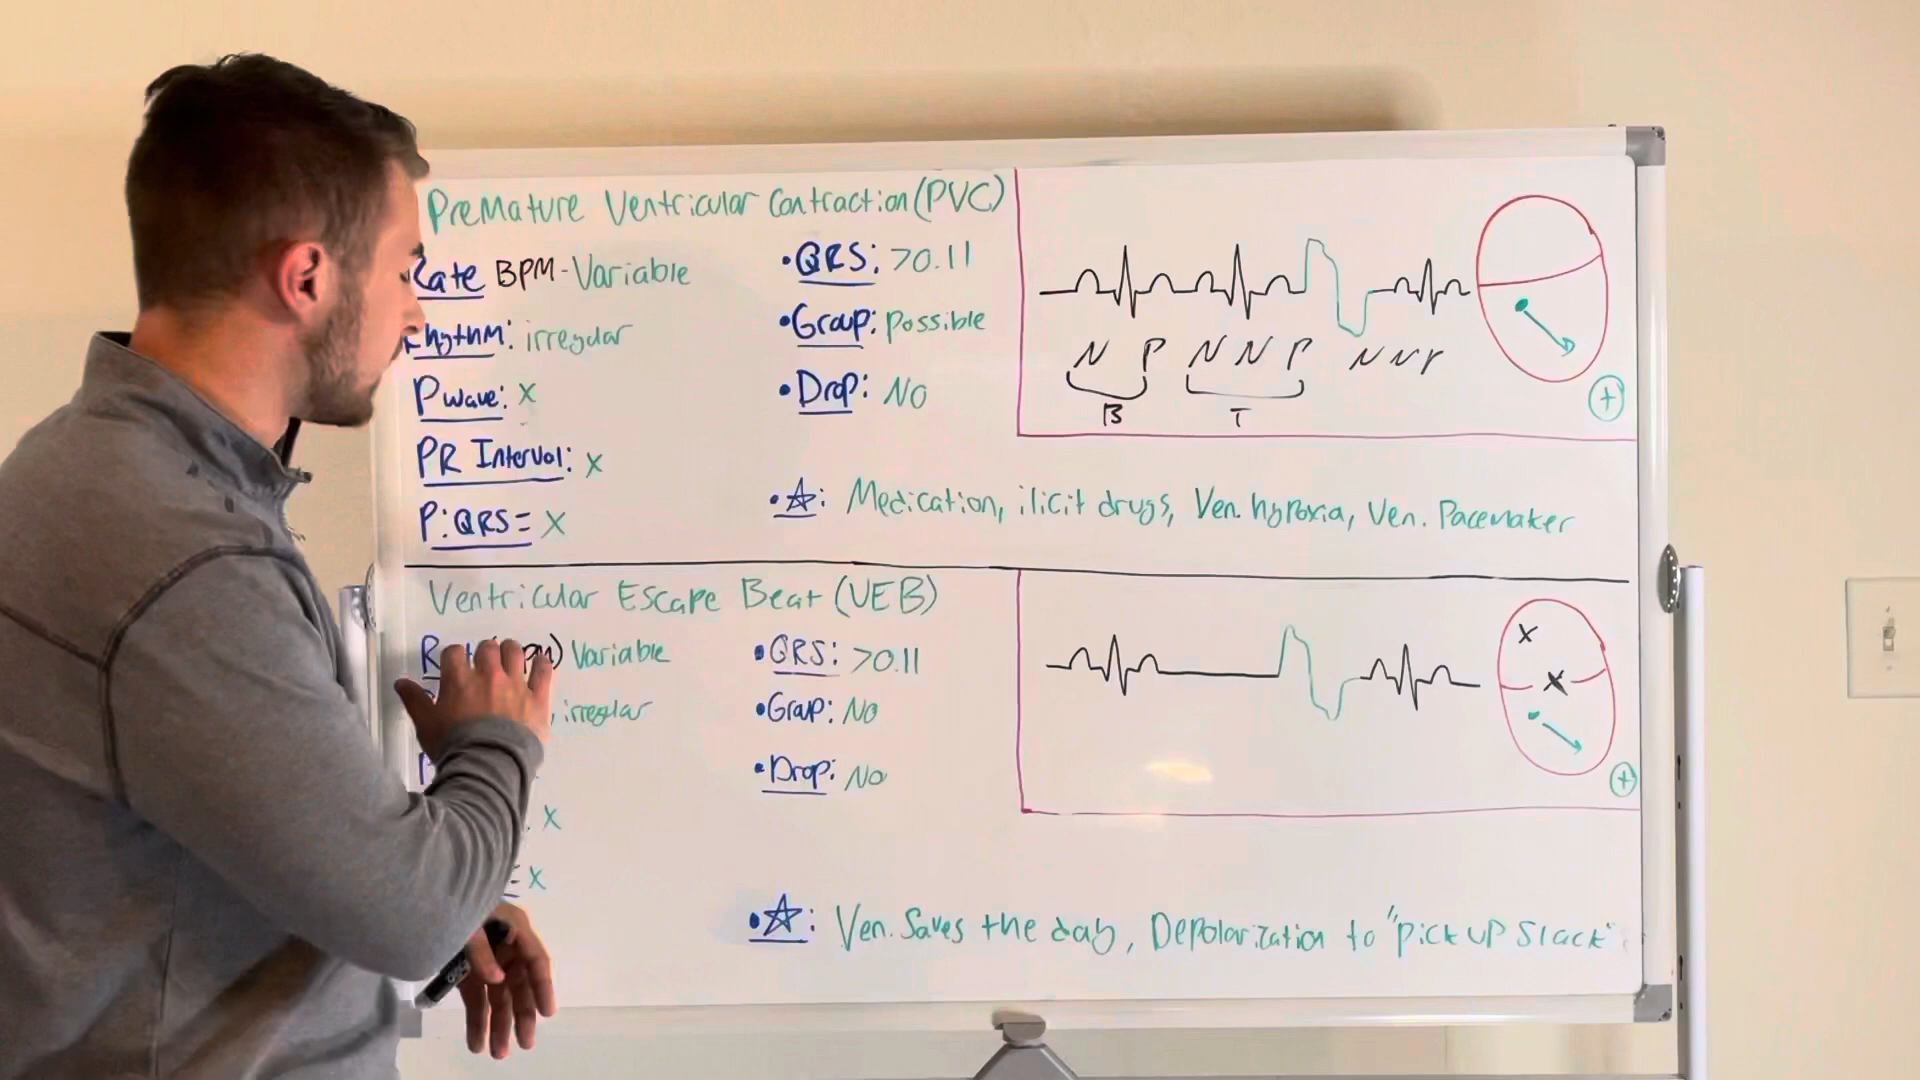 Premature Ventricular Contraction (PVC)
Rate BPM - Variable
Rhythm: irregular
P wave: X
PR Interval: X
P:QRS= X
•QRS: >0.11
•Group: possible
•Drop: NO
N P N N P N N P
B T
+
•☆: Medication, ilicit drugs, Ven. hypoxia, Ven. Pacemaker
Ventricular Escape Beat (VEB)
Variable
, irregular
X
= X
•QRS: >0.11
•Group: No
•Drop: No
X
X
+
•☆: Ven. Saves the day, Depolarization to "pick up slack"